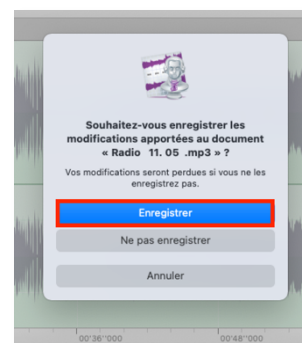 Souhaitez-vous enregistrer les
modifications apportées au document
« Radio 11. 05 .mp3 » ?
Vos modifications seront perdues si vous ne les
enregistrez pas.
Enregistrer
Ne pas enregistrer
Annuler
00'36''000 00'48''000